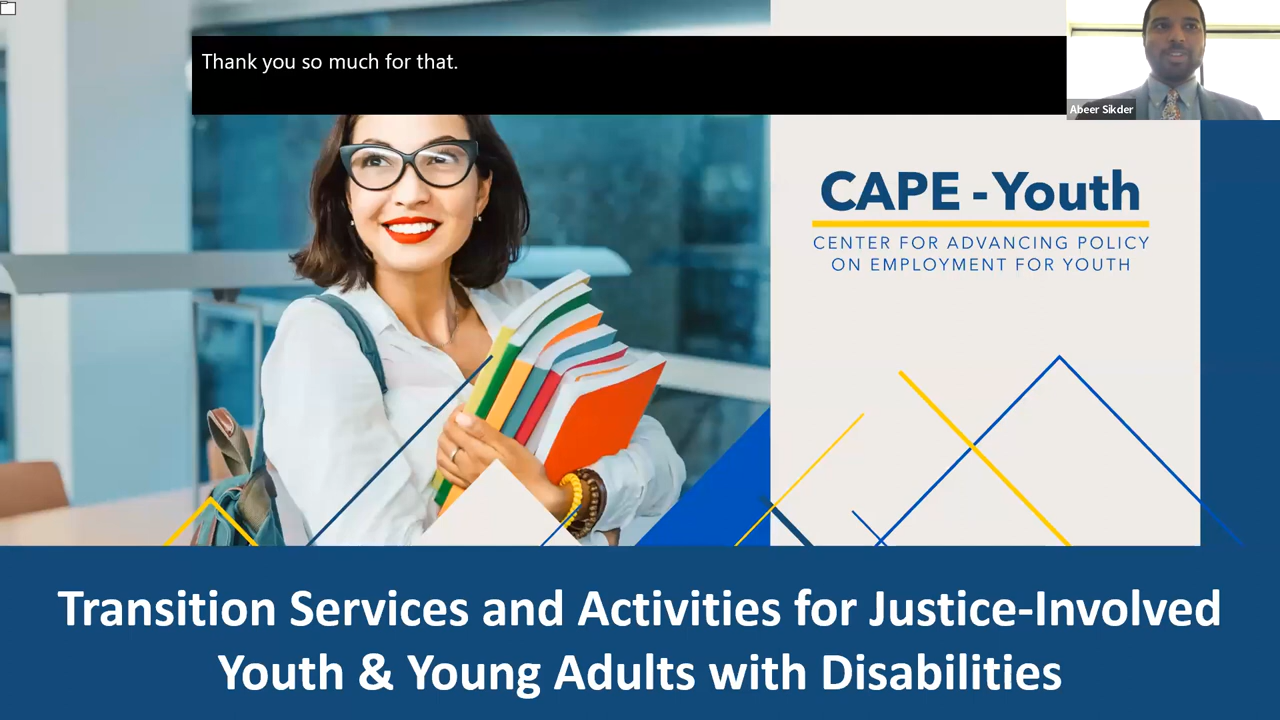 Thank you so much for that.
Abeer Sikder
CAPE - Youth
CENTER FOR ADVANCING POLICY
ON EMPLOYMENT FOR YOUTH
Transition Services and Activities for Justice-Involved
Youth & Young Adults with Disabilities